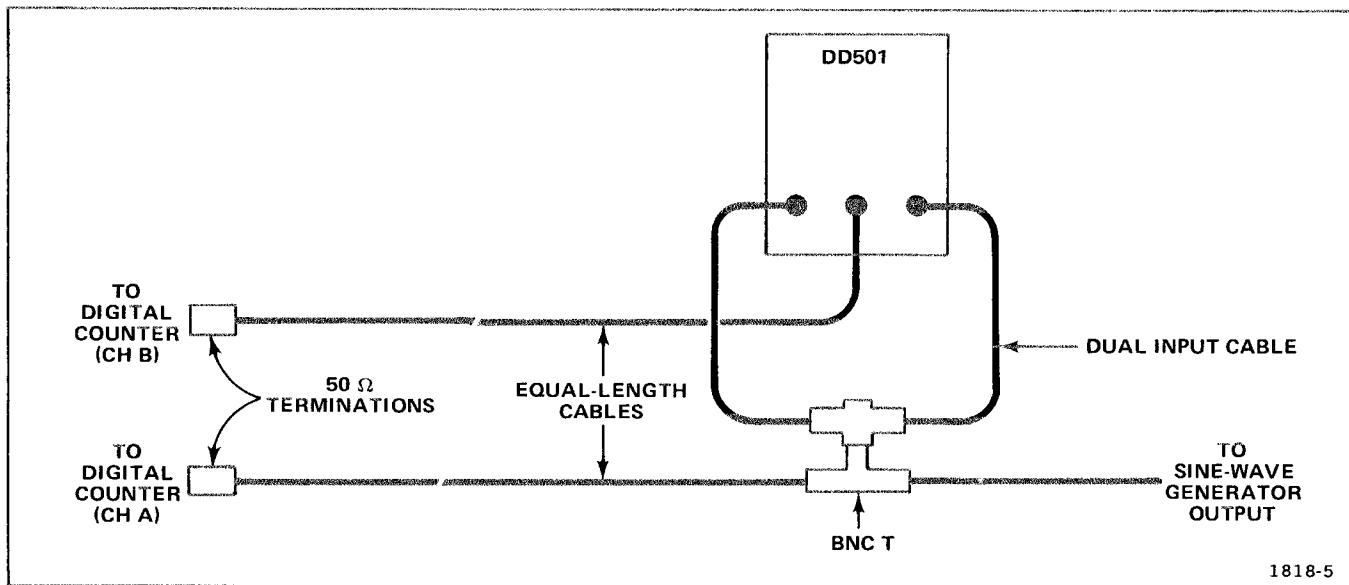 DD501
TO
DIGITAL
COUNTER
(CH B)
50 Ω
TERMINATIONS
EQUAL-LENGTH
CABLES
DUAL INPUT CABLE
TO
DIGITAL
COUNTER
(CH A)
TO
SINE-WAVE
GENERATOR
OUTPUT
BNC T
1818-5